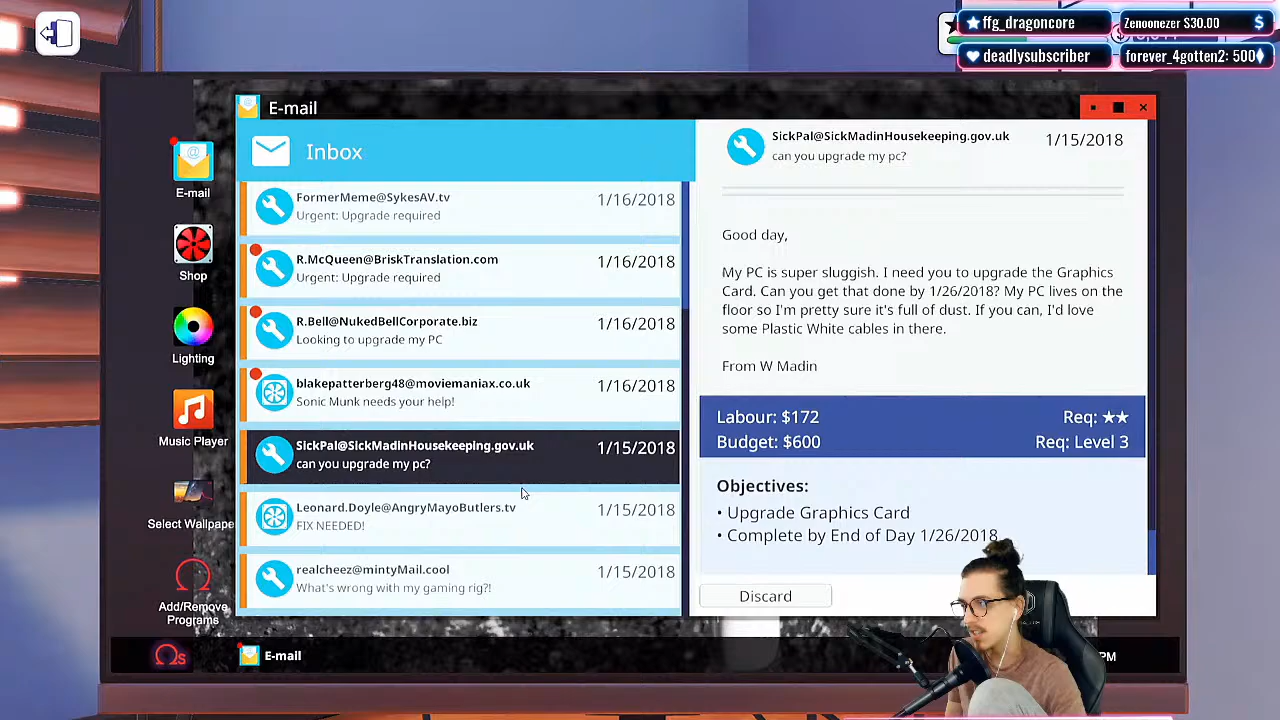 ffg_dragoncore
Zenoonezer $30.00
$
deadlysubscriber
forever_4gotten2: 500
E-mail
Inbox
E-mail
Shop
Lighting
Music Player
Select Wallpape
Add/Remove
Programs
FormerMeme@SykesAV.tv
1/16/2018
Urgent: Upgrade required
R.McQueen@BriskTranslation.com
1/16/2018
Urgent: Upgrade required
R.Bell@NukedBellCorporate.biz
1/16/2018
Looking to upgrade my PC
blakepatterberg48@moviemaniax.co.uk
1/16/2018
Sonic Munk needs your help!
SickPal@SickMadinHousekeeping.gov.uk
1/15/2018
can you upgrade my pc?
Leonard.Doyle@AngryMayoButlers.tv
1/15/2018
FIX NEEDED!
realcheez@mintyMail.cool
1/15/2018
What's wrong with my gaming rig?!
SickPal@SickMadinHousekeeping.gov.uk
1/15/2018
can you upgrade my pc?
Good day,
My PC is super sluggish. I need you to upgrade the Graphics
Card. Can you get that done by 1/26/2018? My PC lives on the
floor so I'm pretty sure it's full of dust. If you can, I'd love
some Plastic White cables in there.
From W Madin
Labour: $172
Req: ★★
Budget: $600
Req: Level 3
Objectives:
• Upgrade Graphics Card
• Complete by End of Day 1/26/2018
Discard
Ωs
E-mail
PM